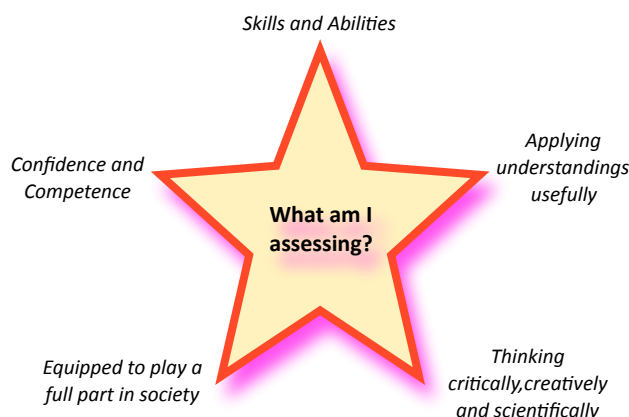 Skills and Abilities
Confidence and
Competence
Applying
understandings
usefully
What am I
assessing?
Equipped to play a
full part in society
Thinking
critically,creatively
and scientifically